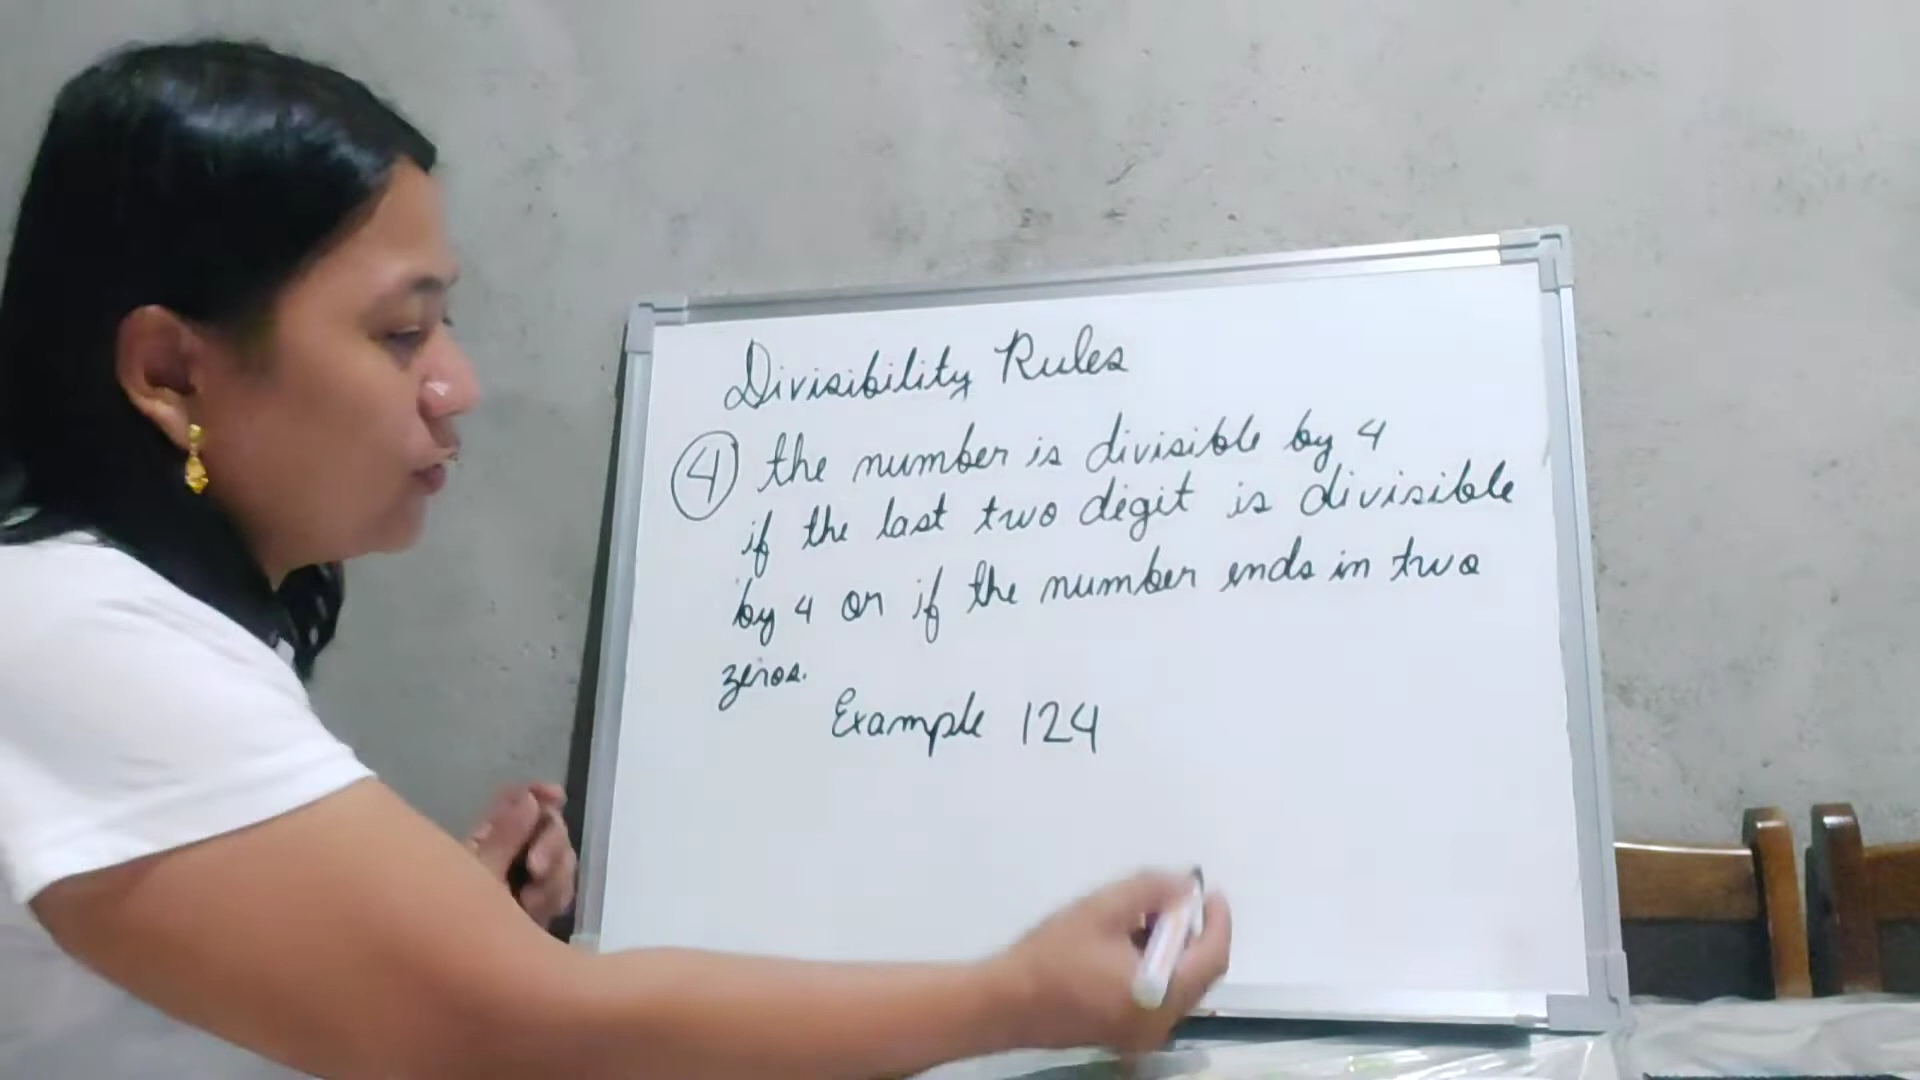 Divisibility Rules
4 the number is divisible by 4
if the last two digit is divisible
by 4 or if the number ends in two
zeros.
Example 124